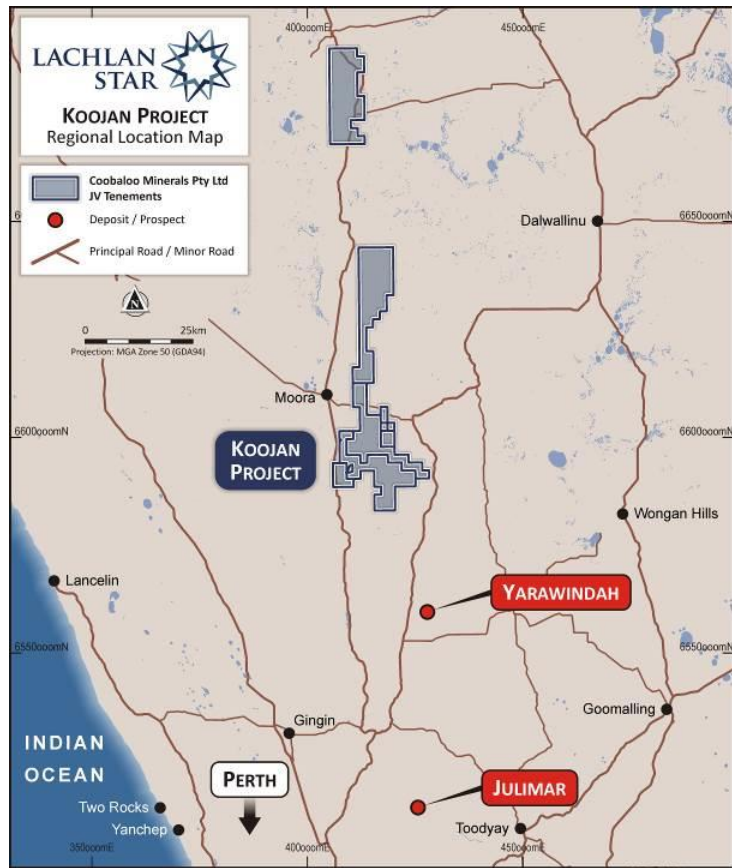 400000mE
450000mE
LACHLAN
STAR
KOOJAN PROJECT
Regional Location Map
Coobaloo Minerals Pty Ltd
JV Tenements
Deposit / Prospect
Principal Road / Minor Road
6650000mN
Dalwallinu
N
0
25km
Projection: MGA Zone 50 (GDA94)
Moora
6600000mN
6600000mN
KOOJAN
PROJECT
Wongan Hills
Lancelin
YARAWINDAH
6550000mN
6550000mN
Goomalling
Gingin
INDIAN
OCEAN
PERTH
JULIMAR
Two Rocks
Yanchep
Toodyay
350000mE
400000mE
450000mE